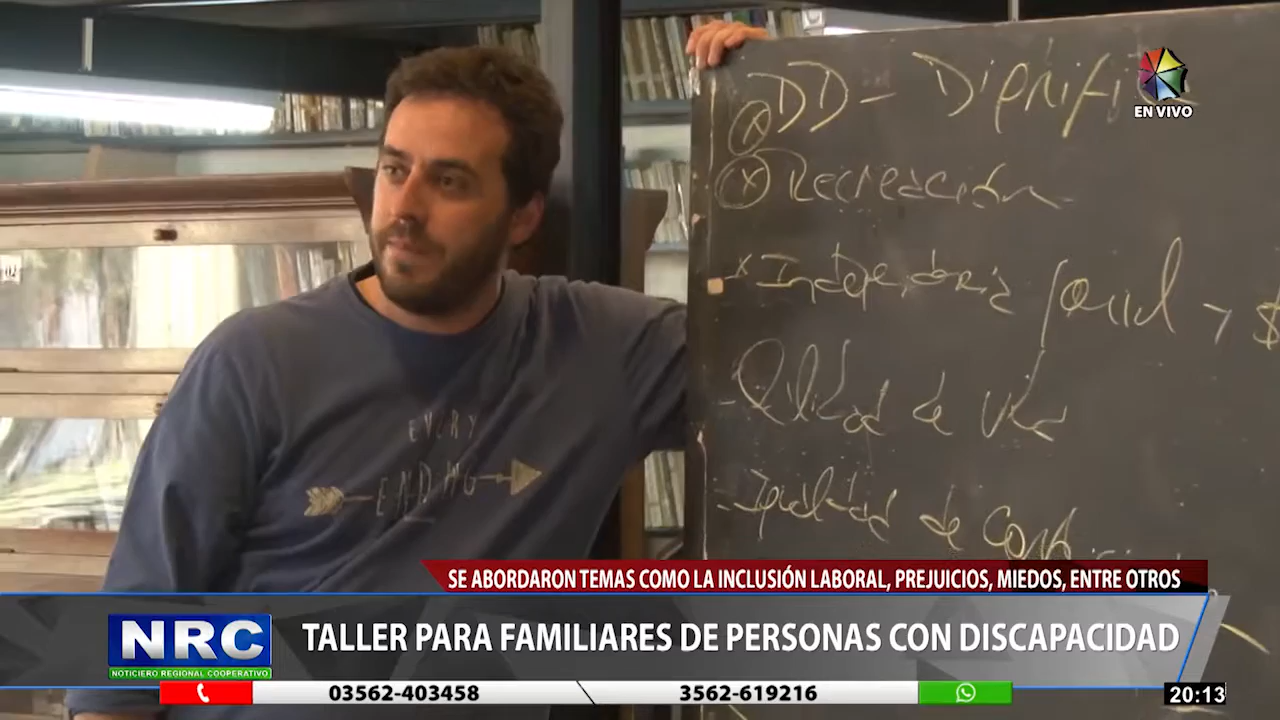 DD - Dignifi
EN VIVO
Recreación
Independencia social y $
Calidad de vida
Igualdad de
EVERY
ENDING
SE ABORDARON TEMAS COMO LA INCLUSIÓN LABORAL, PREJUICIOS, MIEDOS, ENTRE OTROS
NRC
TALLER PARA FAMILIARES DE PERSONAS CON DISCAPACIDAD
NOTICIERO REGIONAL COOPERATIVO
03562-403458
3562-619216
20:13